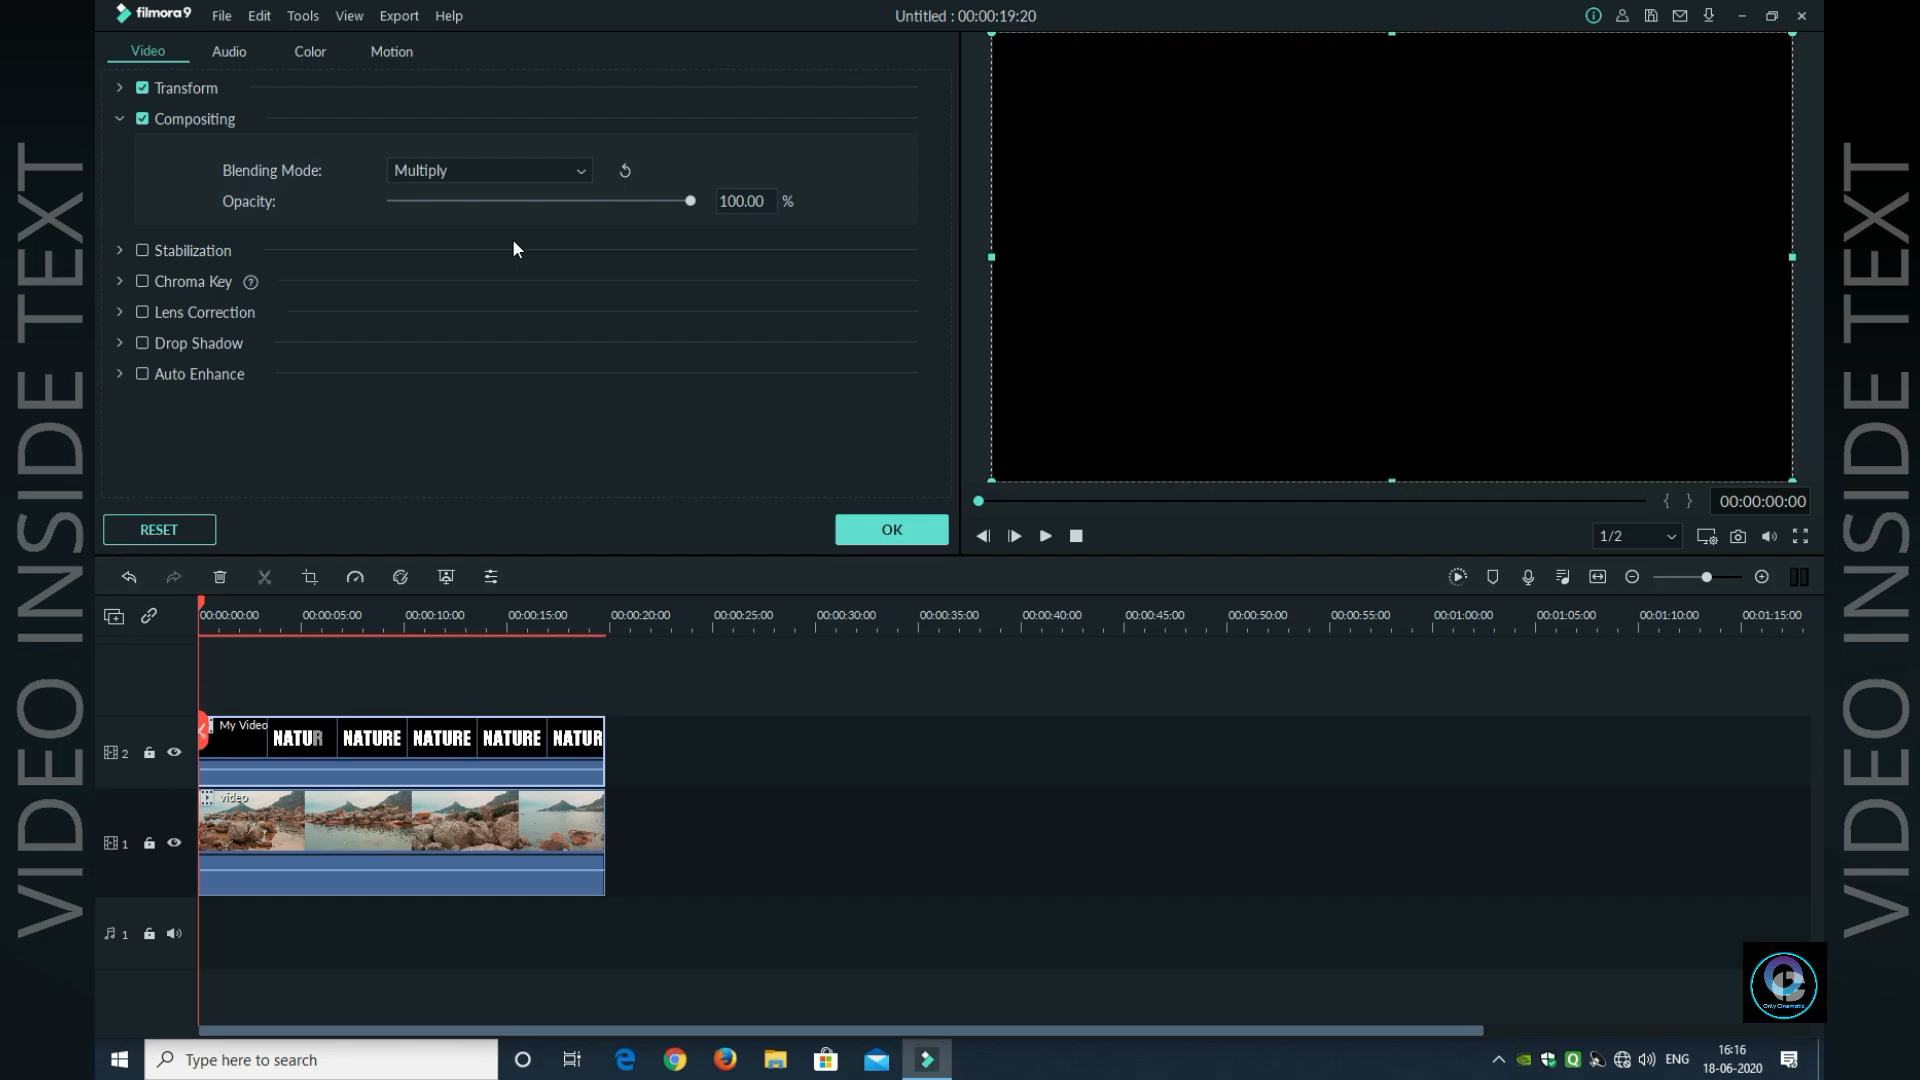 filmora9 File Edit Tools View Export Help
Untitled : 00:00:19:20
Video Audio Color Motion
Transform
Compositing
Blending Mode: Multiply
Opacity: 100.00 %
Stabilization
Chroma Key ?
Lens Correction
Drop Shadow
Auto Enhance
RESET OK
00:00:00:00
1/2
00:00:00:00 00:00:05:00 00:00:10:00 00:00:15:00 00:00:20:00 00:00:25:00 00:00:30:00 00:00:35:00 00:00:40:00 00:00:45:00 00:00:50:00 00:00:55:00 00:01:00:00 00:01:05:00 00:01:10:00 00:01:15:00
My Video
NATUR NATURE NATURE NATURE NATUR
2
video
1
1
Only Cinematic
Type here to search
ENG
16:16
18-06-2020
VIDEO INSIDE TEXT
VIDEO INSIDE TEXT